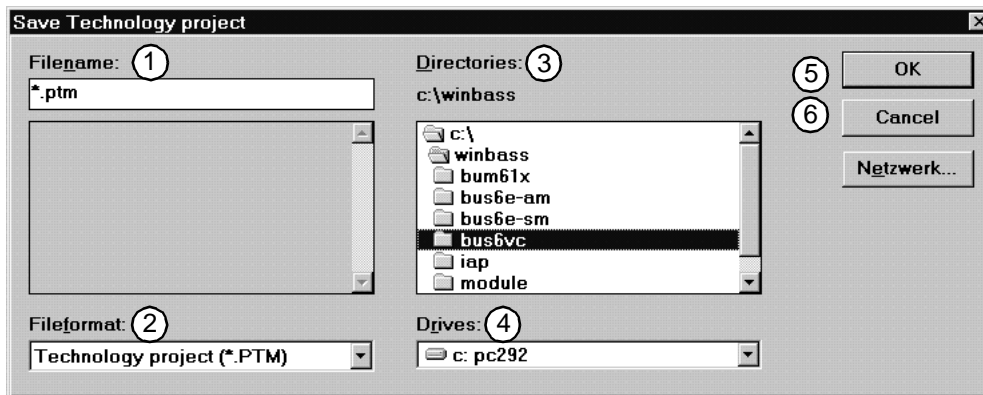 Save Technology project
Filename: 1
*.ptm
Fileformat: 2
Technology project (*.PTM)
Directories: 3
c:\winbass
c:\
winbass
bum61x
bus6e-am
bus6e-sm
bus6vc
iap
module
Drives: 4
c: pc292
5 OK
6 Cancel
Netzwerk...